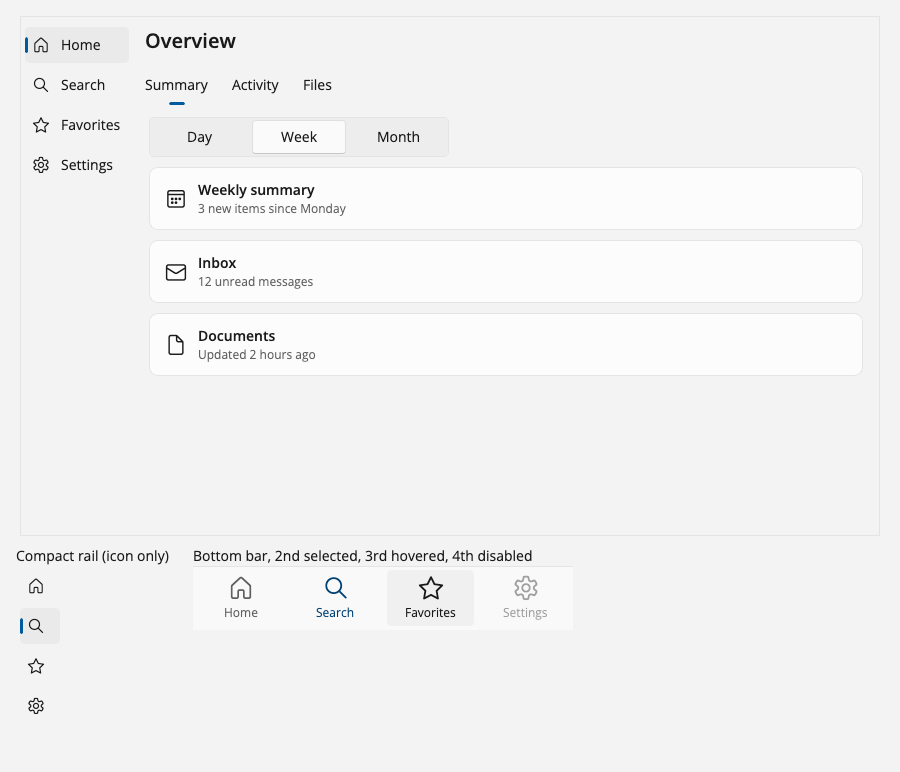 Home
Search
Favorites
Settings
Overview
Summary Activity Files
Day Week Month
Weekly summary
3 new items since Monday
Inbox
12 unread messages
Documents
Updated 2 hours ago
Compact rail (icon only)
Bottom bar, 2nd selected, 3rd hovered, 4th disabled
Home Search Favorites Settings